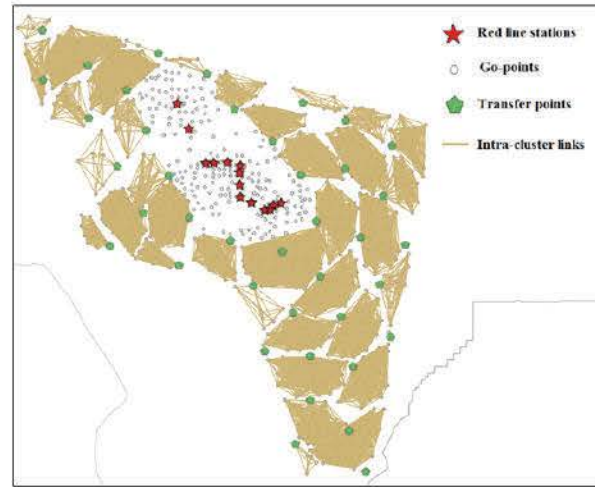 Red line stations
Go-points
Transfer points
Intra-cluster links